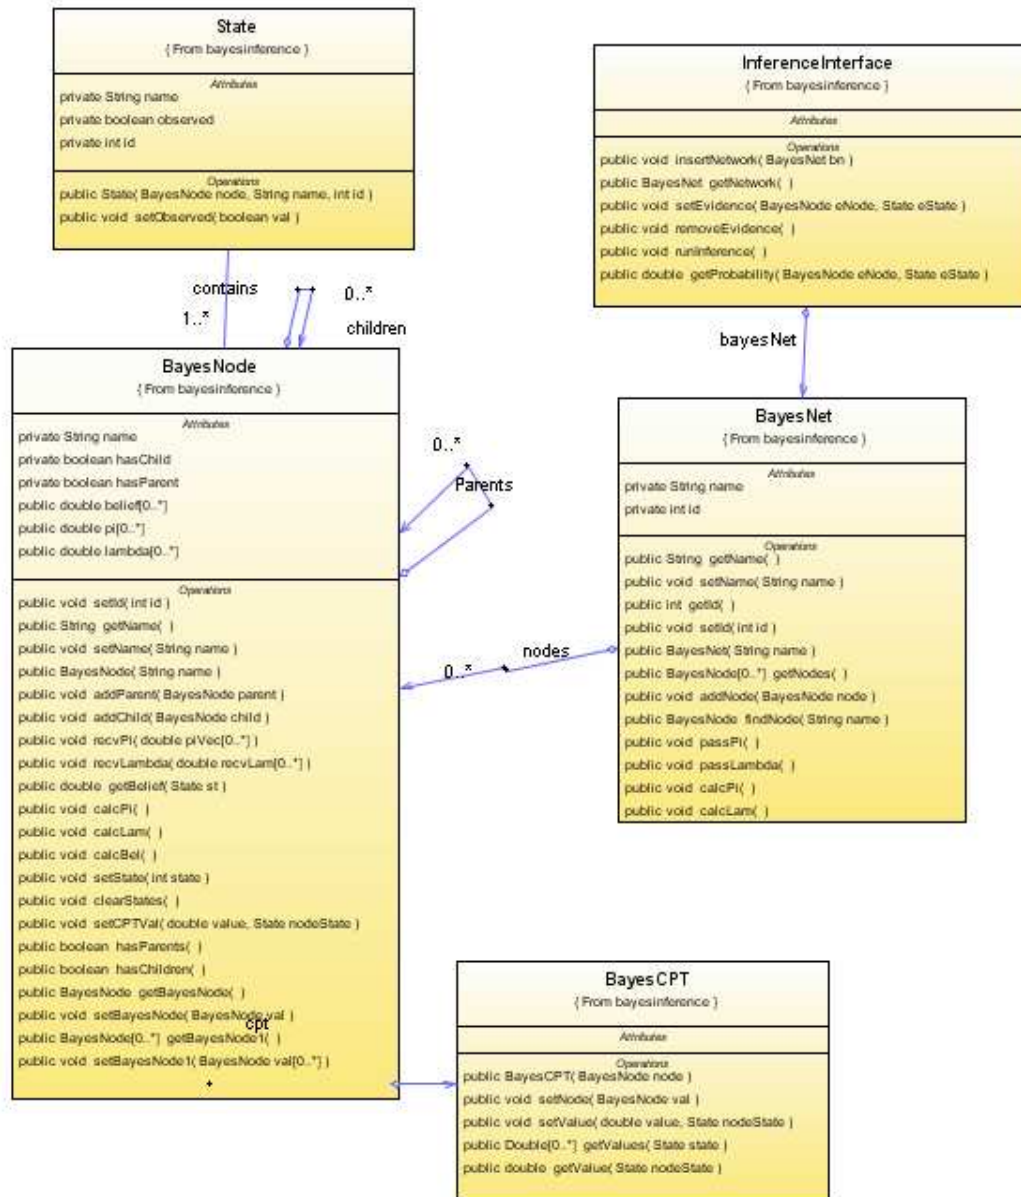 State
{ From bayesinference }
Attributes
private String name
private boolean observed
private int id
Operations
public State( BayesNode node, String name, int id )
public void setObserved( boolean val )
InferenceInterface
{ From bayesinference }
Attributes
Operations
public void insertNetwork( BayesNet bn )
public BayesNet getNetwork( )
public void setEvidence( BayesNode eNode, State eState )
public void removeEvidence( )
public void runInference( )
public double getProbability( BayesNode eNode, State eState )
contains
0..*
1..*
children
bayesNet
BayesNode
{ From bayesinference }
Attributes
private String name
private boolean hasChild
private boolean hasParent
public double belief[0..*]
public double pi[0..*]
public double lambda[0..*]
Operations
public void setId( int id )
public String getName( )
public void setName( String name )
public BayesNode( String name )
public void addParent( BayesNode parent )
public void addChild( BayesNode child )
public void recvPi( double piVec[0..*] )
public void recvLambda( double recvLam[0..*] )
public double getBelief( State st )
public void calcPi( )
public void calcLam( )
public void calcBel( )
public void setState( int state )
public void clearStates( )
public void setCPTVal( double value, State nodeState )
public boolean hasParents( )
public boolean hasChildren( )
public BayesNode getBayesNode( )
public void setBayesNode( BayesNode val )
cpt
public BayesNode[0..*] getBayesNode1( )
public void setBayesNode1( BayesNode val[0..*] )
0..*
Parents
nodes
0..*
BayesNet
{ From bayesinference }
Attributes
private String name
private int id
Operations
public String getName( )
public void setName( String name )
public int getId( )
public void setId( int id )
public BayesNet( String name )
public BayesNode[0..*] getNodes( )
public void addNode( BayesNode node )
public BayesNode findNode( String name )
public void passPi( )
public void passLambda( )
public void calcPi( )
public void calcLam( )
BayesCPT
{ From bayesinference }
Attributes
Operations
public BayesCPT( BayesNode node )
public void setNode( BayesNode val )
public void setValue( double value, State nodeState )
public Double[0..*] getValues( State state )
public double getValue( State nodeState )